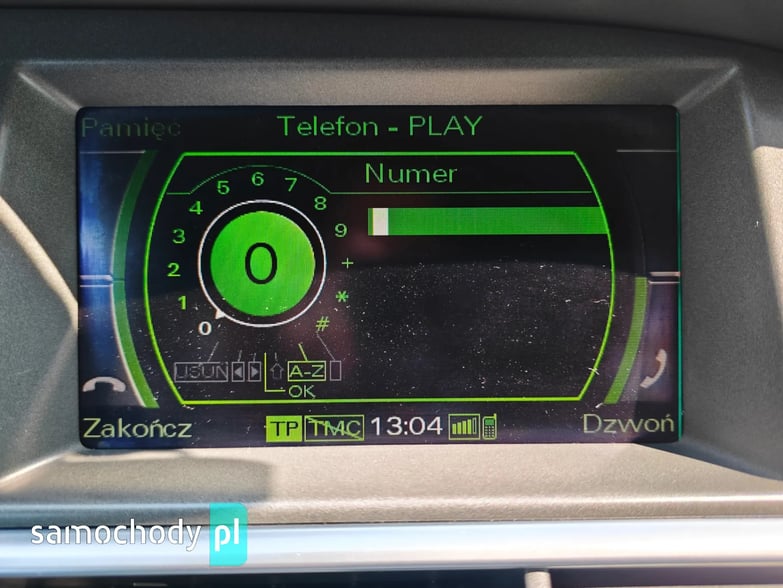 Pamięć
Telefon - PLAY
Numer
0
0 1 2 3 4 5 6 7 8 9 + * #
USUŃ
A-Z
OK
Zakończ
TP TMC 13:04
Dzwoń
samochody pl